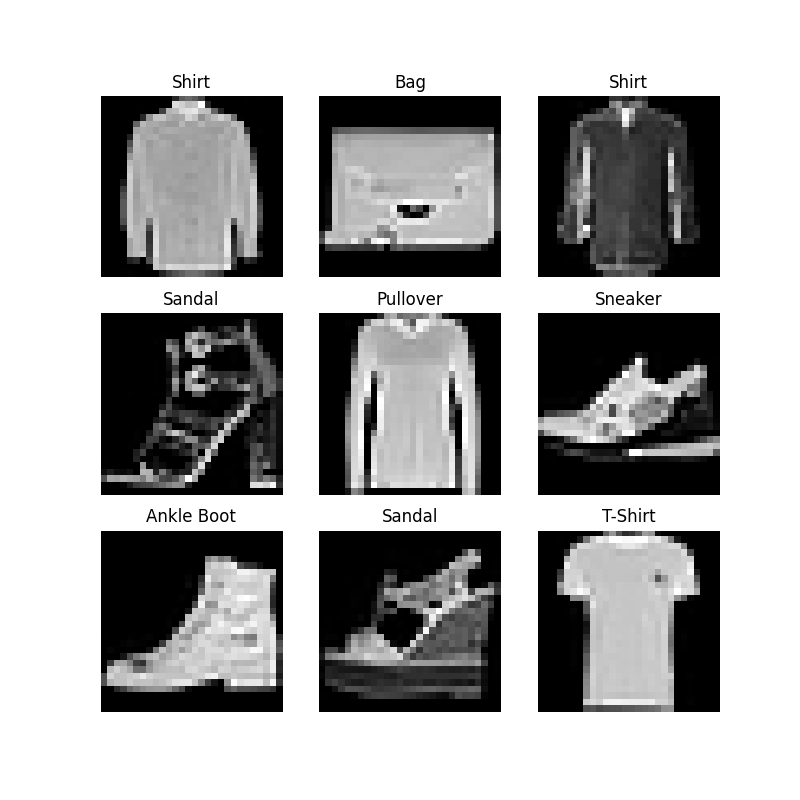 Shirt
Bag
Shirt
Sandal
Pullover
Sneaker
Ankle Boot
Sandal
T-Shirt